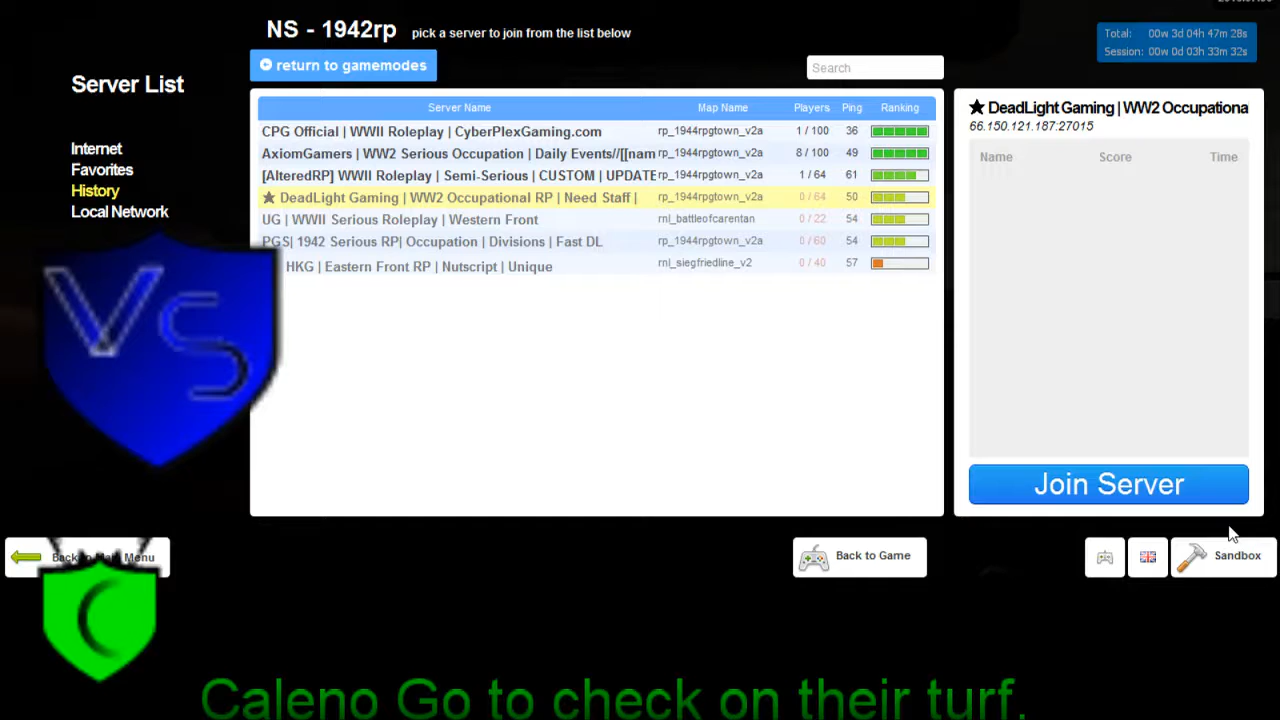 NS - 1942rp pick a server to join from the list below
Total: 00w 3d 04h 47m 28s
Session: 00w 0d 03h 33m 32s
return to gamemodes
Search
Server List
Internet
Favorites
History
Local Network
Server Name Map Name Players Ping Ranking
CPG Official | WWII Roleplay | CyberPlexGaming.com rp_1944rpgtown_v2a 1 / 100 36
AxiomGamers | WW2 Serious Occupation | Daily Events//[[nam rp_1944rpgtown_v2a 8 / 100 49
[AlteredRP] WWII Roleplay | Semi-Serious | CUSTOM | UPDATE rp_1944rpgtown_v2a 1 / 64 61
★ DeadLight Gaming | WW2 Occupational RP | Need Staff | rp_1944rpgtown_v2a 0 / 64 50
UG | WWII Serious Roleplay | Western Front rnl_battleofcarentan 0 / 22 54
PGS| 1942 Serious RP| Occupation | Divisions | Fast DL rp_1944rpgtown_v2a 0 / 60 54
HKG | Eastern Front RP | Nutscript | Unique rnl_siegfriedline_v2 0 / 40 57
★ DeadLight Gaming | WW2 Occupationa
66.150.121.187:27015
Name Score Time
Join Server
VS
Back to Main Menu
Back to Game
Sandbox
C
Caleno Go to check on their turf.